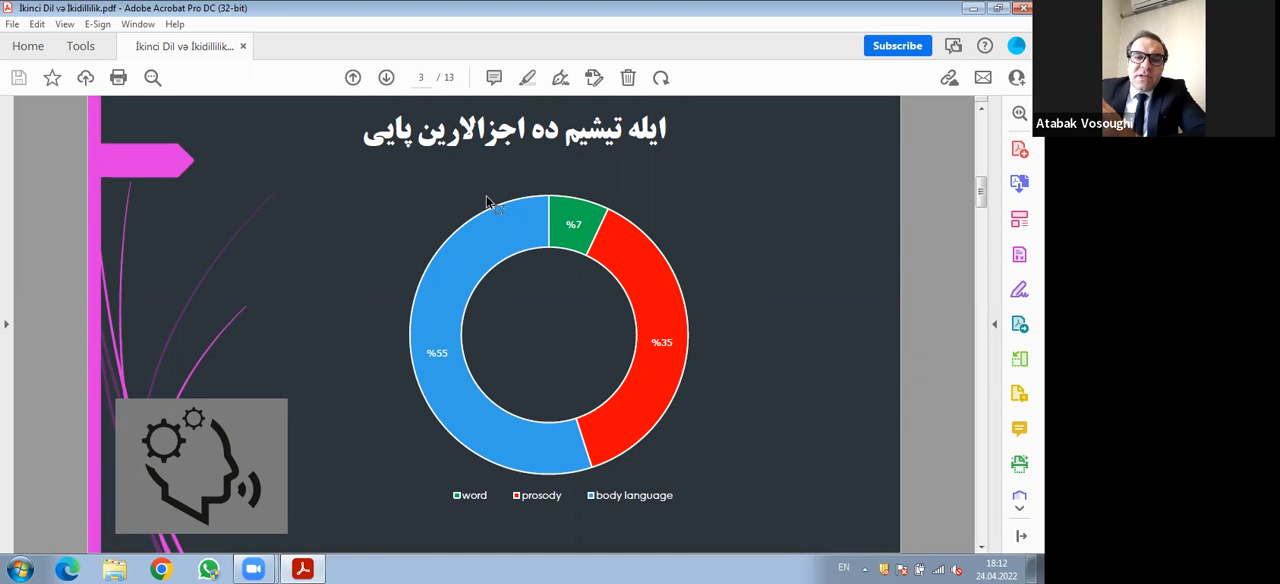 İkinci Dil və İkidillilik.pdf - Adobe Acrobat Pro DC (32-bit)
File Edit View E-Sign Window Help
Home Tools İkinci Dil və İkidillilik... × Subscribe
3 / 13
Atabak Vosoughi
ایله تیشیم ده اجزالارین پایی
%7
%35
%55
word prosody body language
EN 18:12
24.04.2022